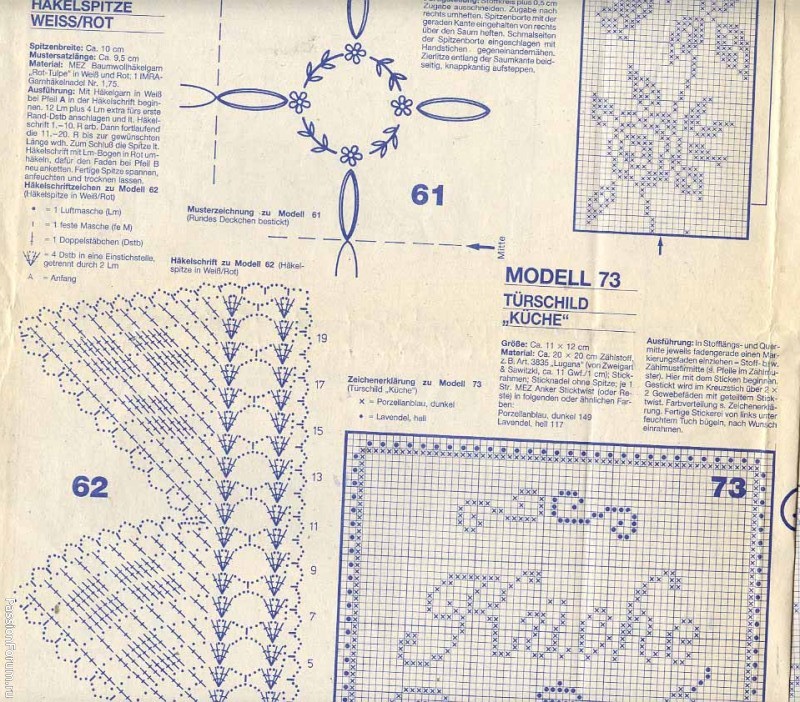 HÄKELSPITZE
WEISS/ROT
Spitzenbreite: Ca. 10 cm
Mustersatzlänge: Ca. 9,5 cm
Material: MEZ Baumwollhäkelgarn
„Rot-Tulpe" in Weiß und Rot; 1 IMRA-
Garnhäkelnadel Nr. 1,75.
Ausführung: Mit Häkelgarn in Weiß
bei Pfeil A in der Häkelschrift begin-
nen. 12 Lm plus 4 Lm extra fürs erste
Rand-Dstb anschlagen und lt. Häkel-
schrift 1.–10. R arb. Dann fortlaufend
die 11.–20. R bis zur gewünschten
Länge wdh. Zum Schluß die Spitze lt.
Häkelschrift mit Lm-Bogen in Rot um-
häkeln, dafür den Faden bei Pfeil B
neu anketten. Fertige Spitze spannen,
anfeuchten und trocknen lassen.
Häkelschriftzeichen zu Modell 62
(Häkelspitze in Weiß/Rot)
• = 1 Luftmasche (Lm)
= 1 feste Masche (fe M)
= 1 Doppelstäbchen (Dstb)
= 4 Dstb in eine Einstichstelle,
getrennt durch 2 Lm
A = Anfang
Zugabe ausschneiden. Zugabe nach
rechts umheften. Spitzenborte mit der
geraden Kante eingehalten von rechts
über den Saum heften. Schmalseiten
der Spitzenborte eingeschlagen mit
Handstichen gegeneinandernähen.
Zierlitze entlang der Saumkante beid-
seitig, knappkantig aufsteppen.
61
Musterzeichnung zu Modell 61
(Rundes Deckchen bestickt)
Mitte
Häkelschrift zu Modell 62 (Häkel-
spitze in Weiß/Rot)
19
17
15
13
11
9
7
5
62
MODELL 73
TÜRSCHILD
„KÜCHE"
Größe: Ca. 11 × 12 cm
Material: Ca. 20 × 20 cm Zählstoff,
z. B. Art. 3835 „Lugana" (von Zweigart
& Sawitzki, ca. 11 Gwf./1 cm); Stick-
rahmen; Sticknadel ohne Spitze; je 1
Str. MEZ Anker Sticktwist (oder Re-
ste) in folgenden oder ähnlichen Far-
ben:
Porzellanblau, dunkel 149
Lavendel, hell 117
Ausführung: In Stofflängs- und Quer-
mitte jeweils fadengerade einen Mar-
kierungsfaden einziehen – Stoff- bzw.
Zählmustermitte (s. Pfeile im Zählmu-
ster). Hier mit dem Sticken beginnen.
Gestickt wird im Kreuzstich über 2 ×
2 Gewebefäden mit geteiltem Stick-
twist. Farbverteilung s. Zeichenerklä-
rung. Fertige Stickerei von links unter
feuchtem Tuch bügeln, nach Wunsch
einrahmen.
Zeichenerklärung zu Modell 73
(Türschild „Küche")
× = Porzellanblau, dunkel
• = Lavendel, hell
73
Küche
PassionForum.ru